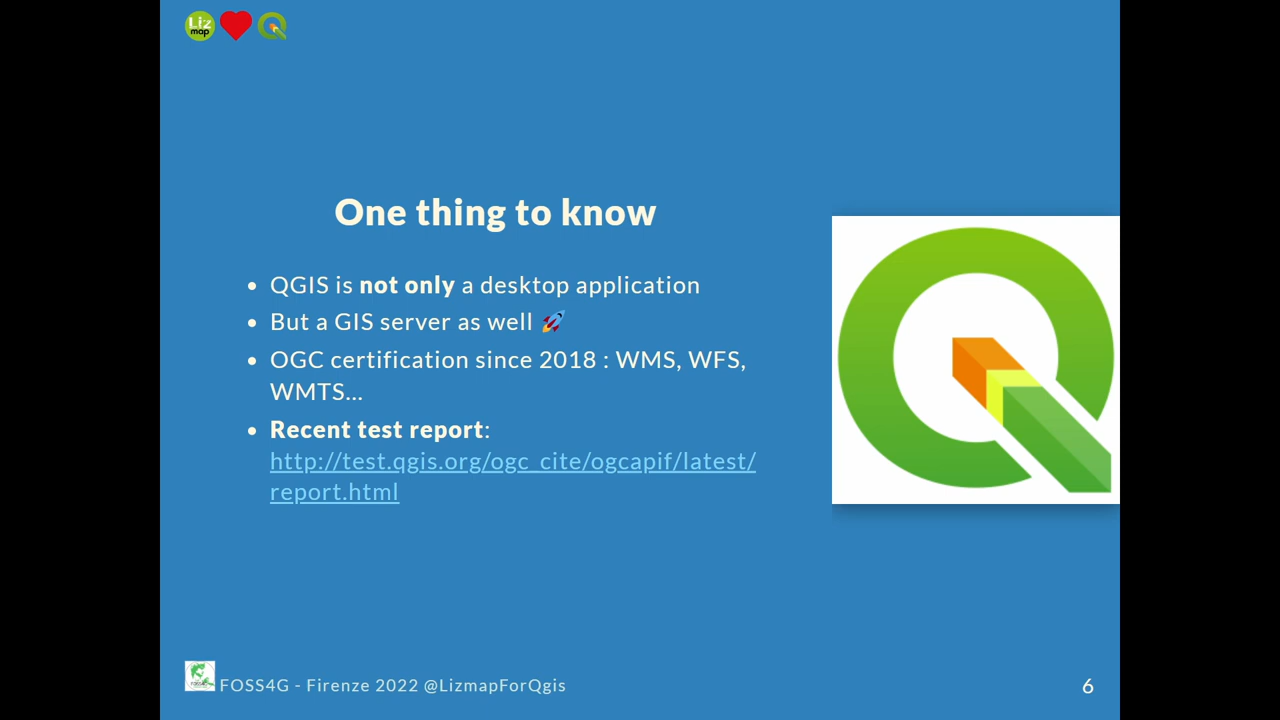 Liz
map
One thing to know
• QGIS is not only a desktop application
• But a GIS server as well 🚀
• OGC certification since 2018 : WMS, WFS,
WMTS...
• Recent test report:
http://test.qgis.org/ogc_cite/ogcapif/latest/
report.html
FOSS4G - Firenze 2022 @LizmapForQgis
6